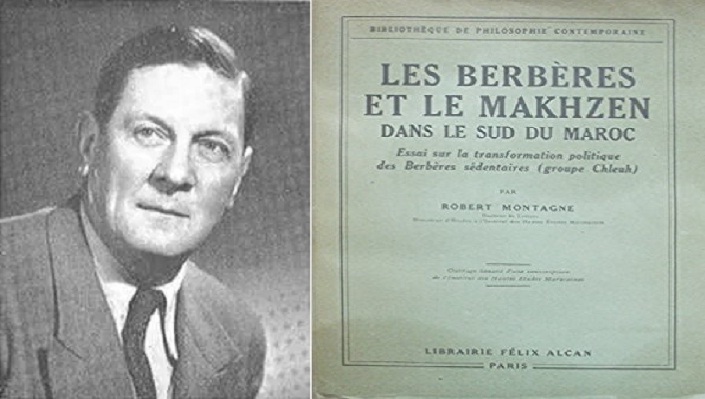 BIBLIOTHÈQUE DE PHILOSOPHIE CONTEMPORAINE
LES BERBÈRES
ET LE MAKHZEN
DANS LE SUD DU MAROC
Essai sur la transformation politique
des Berbères sédentaires (groupe Chleuh)
PAR
ROBERT MONTAGNE
LIBRAIRIE FÉLIX ALCAN
PARIS